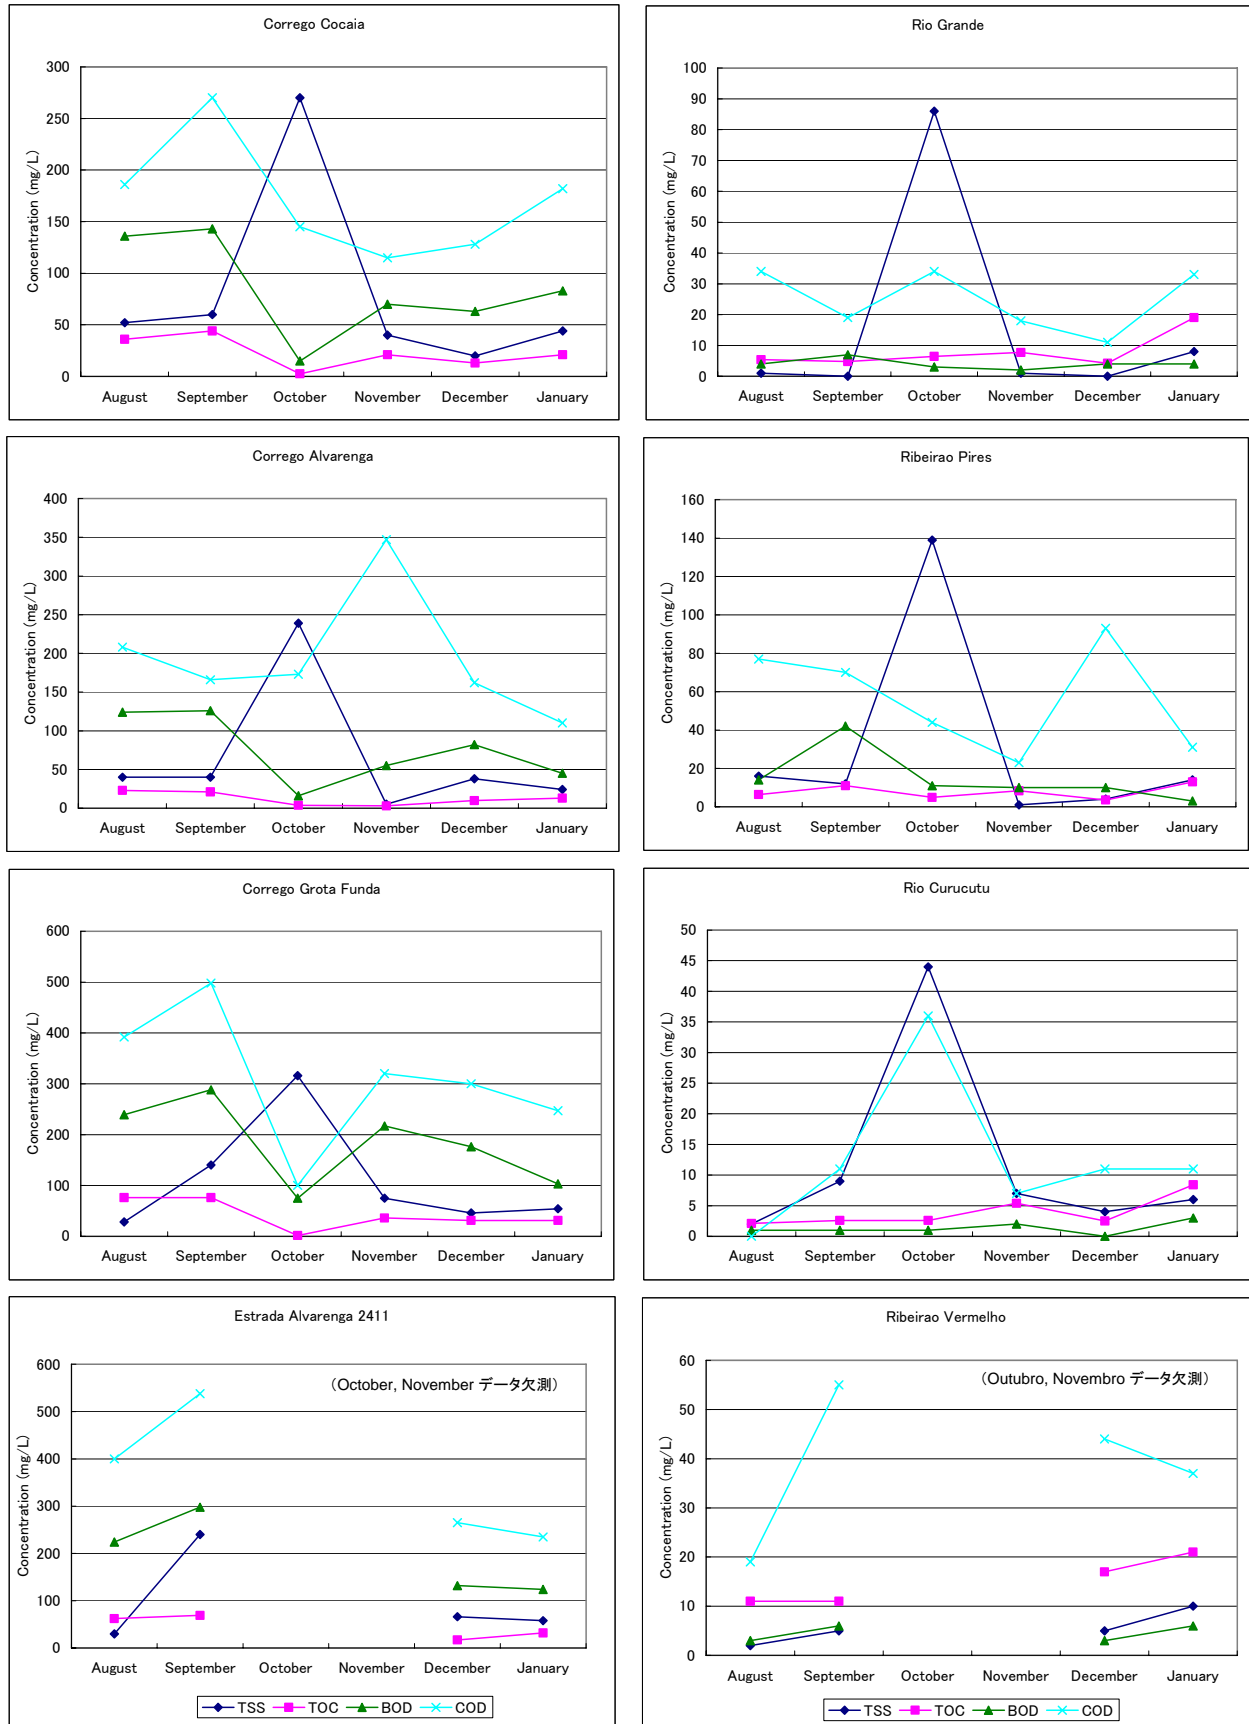 Corrego Cocaia
Concentration (mg/L)
300
250
200
150
100
50
0
August September October November December January
Rio Grande
Concentration (mg/L)
100
90
80
70
60
50
40
30
20
10
0
August September October November December January
Corrego Alvarenga
Concentration (mg/L)
400
350
300
250
200
150
100
50
0
August September October November December January
Ribeirao Pires
Concentration (mg/L)
160
140
120
100
80
60
40
20
0
August September October November December January
Corrego Grota Funda
Concentration (mg/L)
600
500
400
300
200
100
0
August September October November December January
Rio Curucutu
Concentration (mg/L)
50
45
40
35
30
25
20
15
10
5
0
August September October November December January
Estrada Alvarenga 2411
(October, November データ欠測)
Concentration (mg/L)
600
500
400
300
200
100
0
August September October November December January
TSS TOC BOD COD
Ribeirao Vermelho
(Outubro, Novembro データ欠測)
Concentration (mg/L)
60
50
40
30
20
10
0
August September October November December January
TSS TOC BOD COD